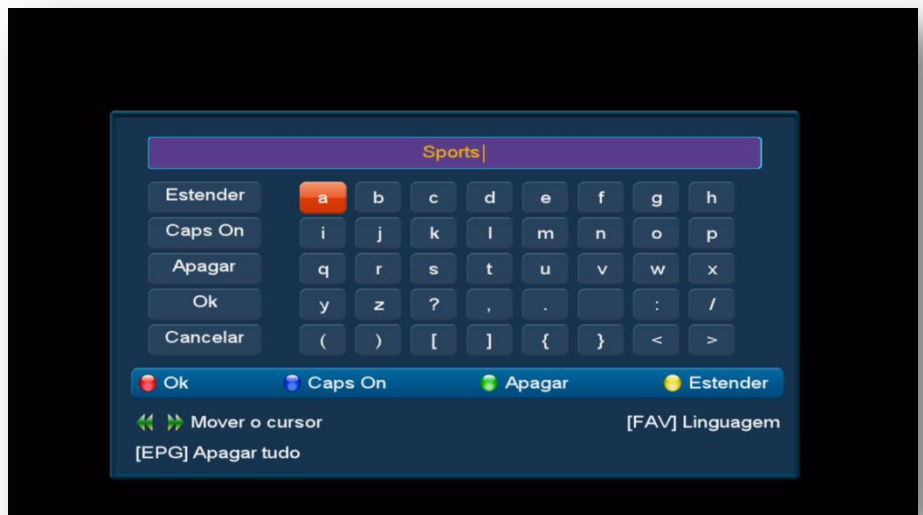 Sports
Estender a b c d e f g h
Caps On i j k l m n o p
Apagar q r s t u v w x
Ok y z ? , . : /
Cancelar ( ) [ ] { } < >
Ok Caps On Apagar Estender
Mover o cursor [FAV] Linguagem
[EPG] Apagar tudo